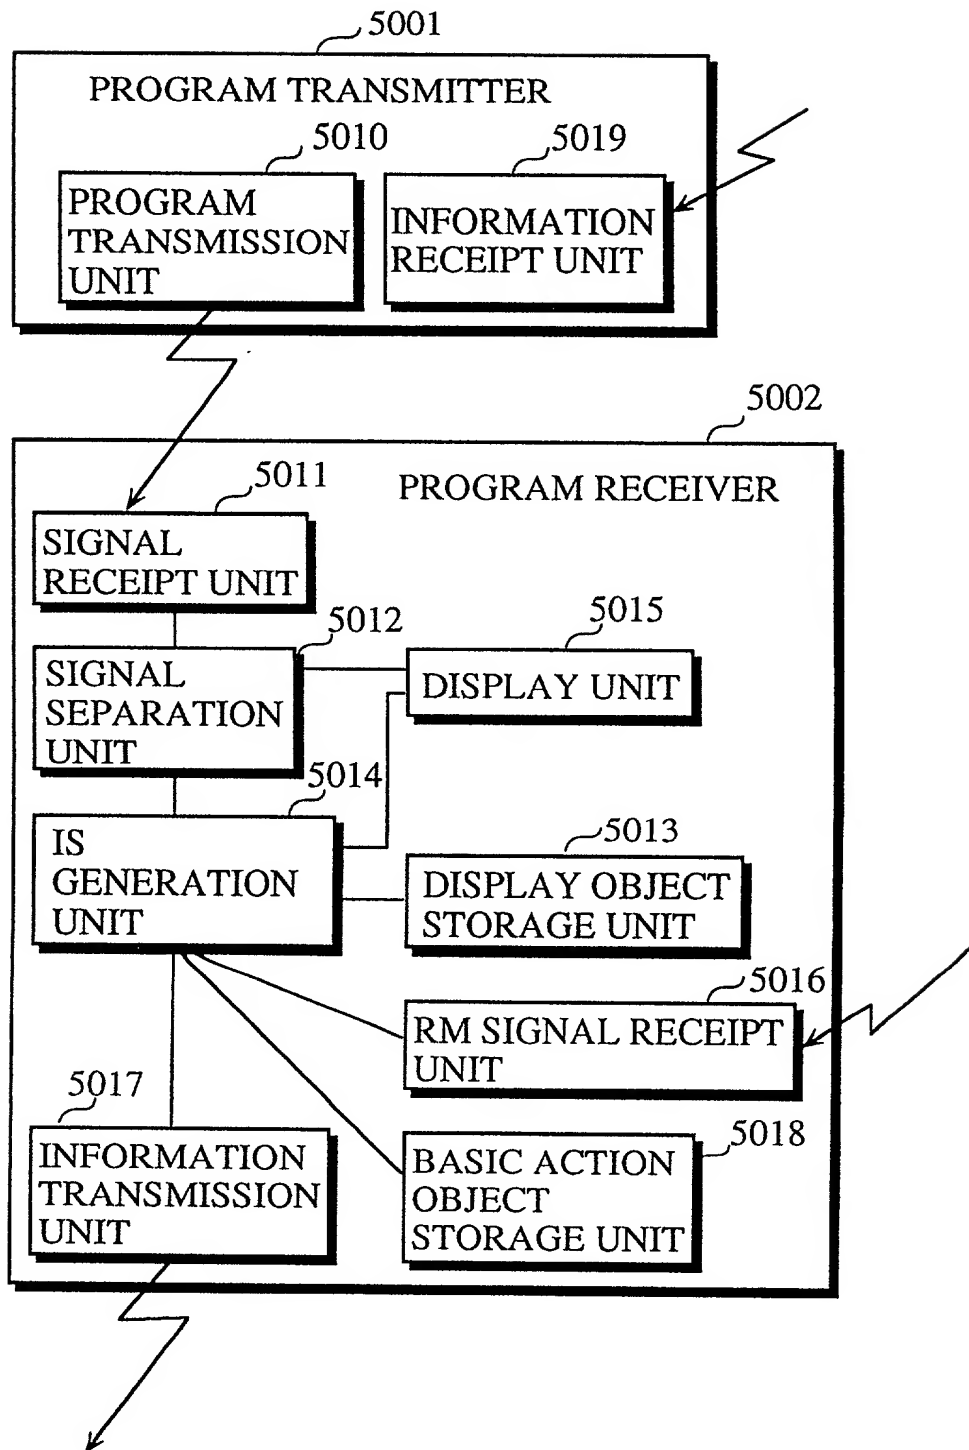 5001
PROGRAM TRANSMITTER
5010
5019
PROGRAM
TRANSMISSION
UNIT
INFORMATION
RECEIPT UNIT
5002
PROGRAM RECEIVER
5011
SIGNAL
RECEIPT UNIT
5012
SIGNAL
SEPARATION
UNIT
5015
DISPLAY UNIT
5014
IS
GENERATION
UNIT
5013
DISPLAY OBJECT
STORAGE UNIT
5016
RM SIGNAL RECEIPT
UNIT
5017
INFORMATION
TRANSMISSION
UNIT
5018
BASIC ACTION
OBJECT
STORAGE UNIT